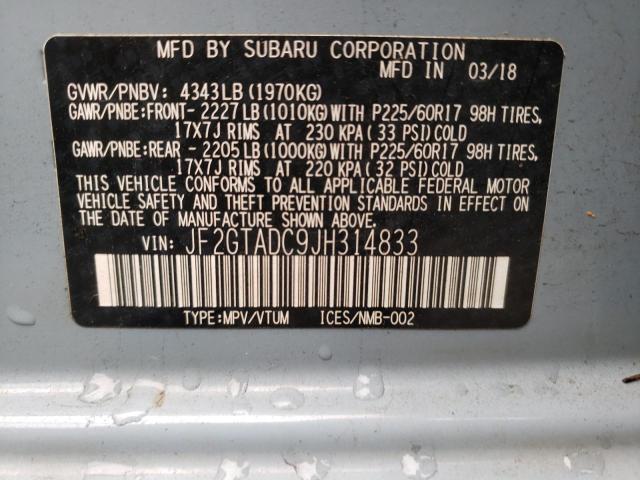 MFD BY SUBARU CORPORATION
MFD IN 03/18
GVWR/PNBV: 4343LB (1970KG)
GAWR/PNBE:FRONT-2227LB (1010KG)WITH P225/60R17 98H TIRES,
17X7J RIMS AT 230 KPA (33 PSI)COLD
GAWR/PNBE:REAR -2205LB (1000KG)WITH P225/60R17 98H TIRES,
17X7J RIMS AT 220 KPA (32 PSI)COLD
THIS VEHICLE CONFORMS TO ALL APPLICABLE FEDERAL MOTOR
VEHICLE SAFETY AND THEFT PREVENTION STANDARDS IN EFFECT
ON THE DATE OF MANUFACTURE SHOWN ABOVE.
VIN: JF2GTADC9JH314833
TYPE:MPV/VTUM ICES/NMB-002